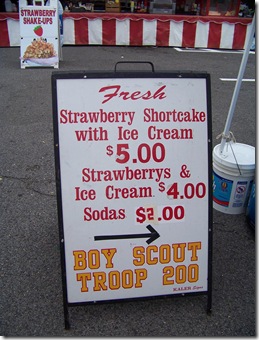 STRAWBERRY
SHAKE-UPS
Fresh
Strawberry Shortcake
with Ice Cream
$5.00
Strawberrys &
Ice Cream $4.00
Sodas $2.00
BOY SCOUT
TROOP 200